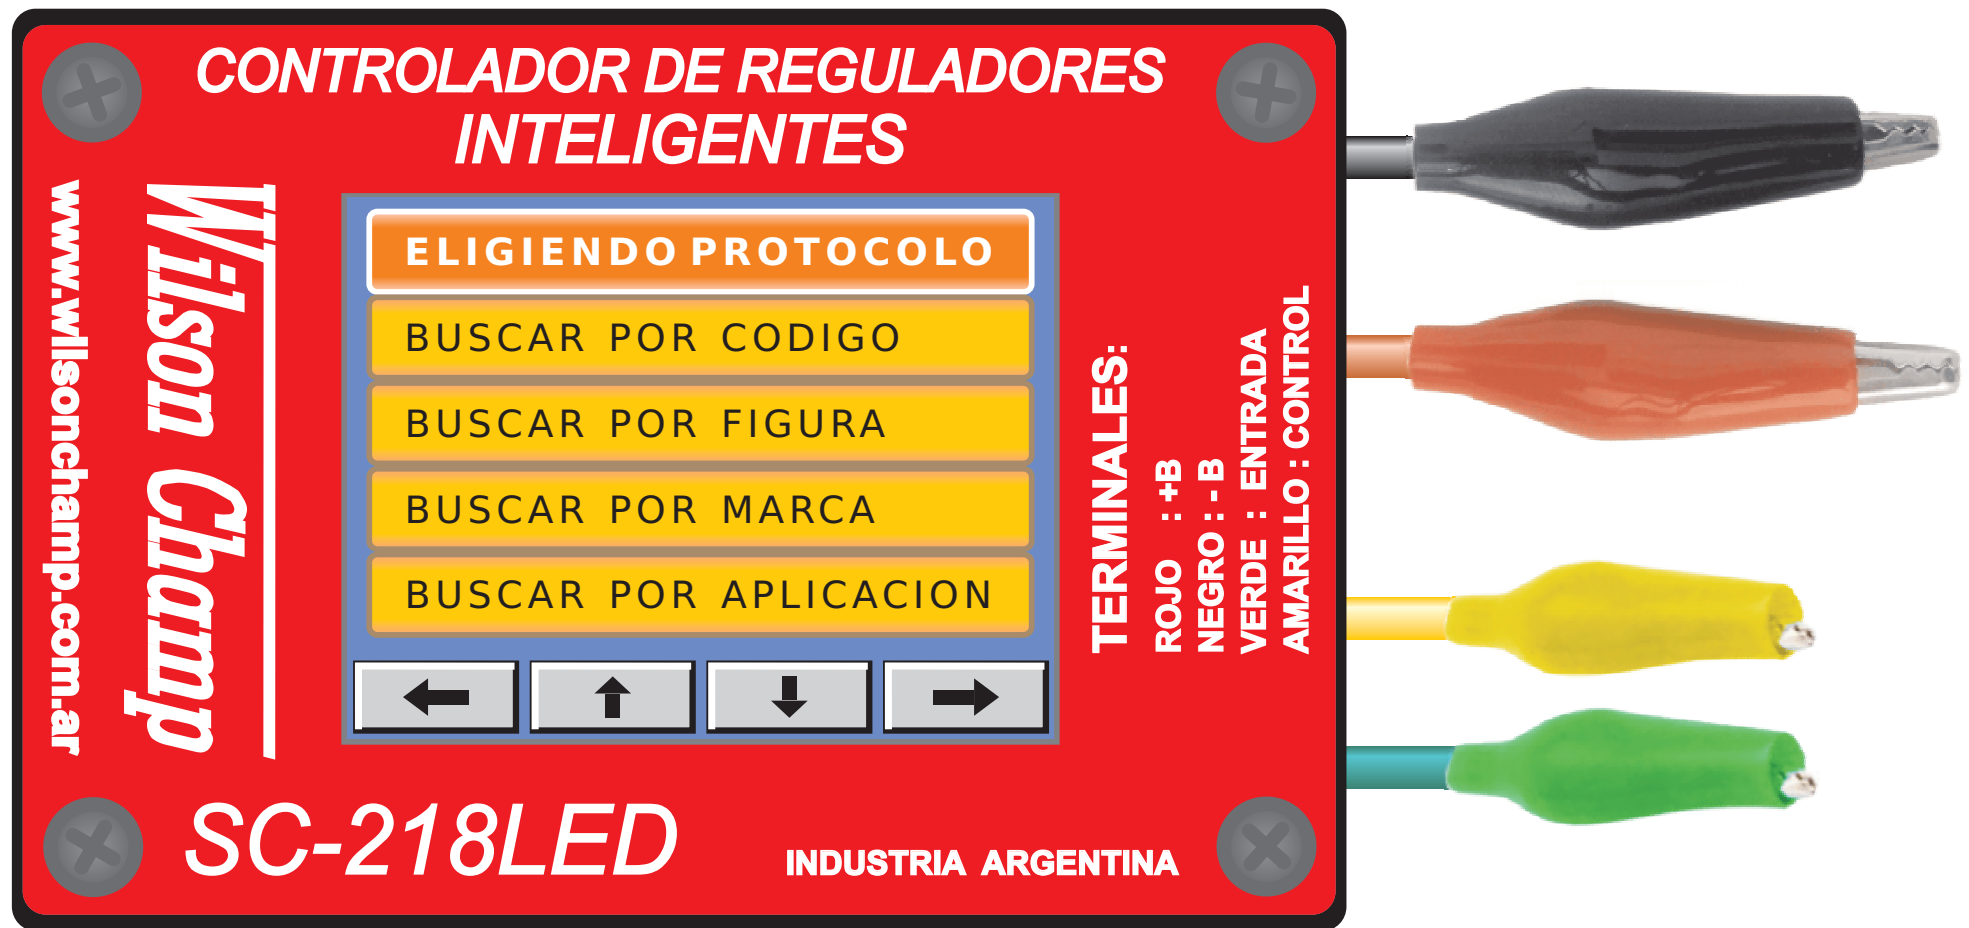 CONTROLADOR DE REGULADORES
INTELIGENTES
www.wilsonchamp.com.ar
Wilson Champ
ELIGIENDO PROTOCOLO
BUSCAR POR CODIGO
BUSCAR POR FIGURA
BUSCAR POR MARCA
BUSCAR POR APLICACION
TERMINALES:
ROJO : +B
NEGRO : - B
VERDE : ENTRADA
AMARILLO : CONTROL
SC-218LED
INDUSTRIA ARGENTINA